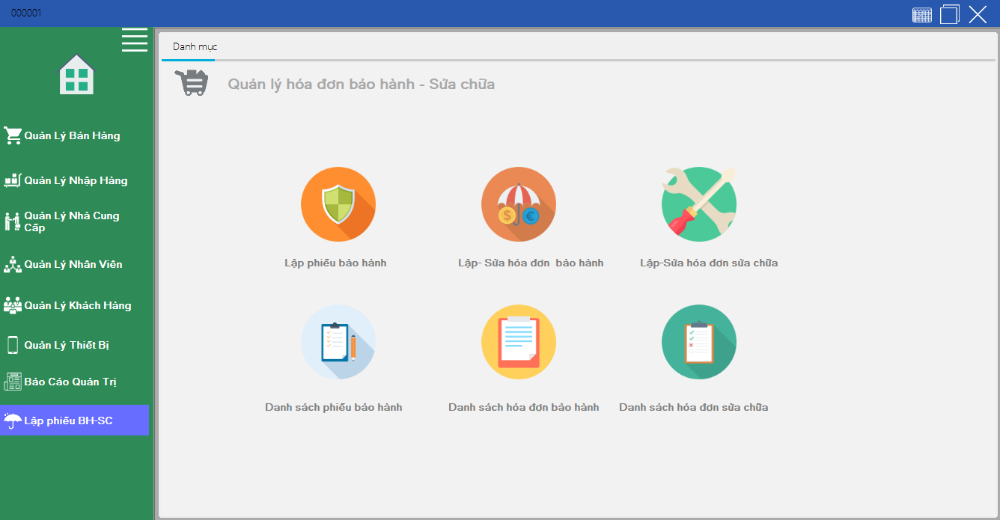 000001
Danh mục
Quản lý hóa đơn bảo hành - Sửa chữa
Quản Lý Bán Hàng
Quản Lý Nhập Hàng
Quản Lý Nhà Cung
Cấp
Quản Lý Nhân Viên
Quản Lý Khách Hàng
Quản Lý Thiết Bị
Báo Cáo Quản Trị
Lập phiếu BH-SC
Lập phiếu bảo hành
Lập- Sửa hóa đơn  bảo hành
Lập-Sửa hóa đơn sửa chữa
Danh sách phiếu bảo hành
Danh sách hóa đơn bảo hành
Danh sách hóa đơn sửa chữa